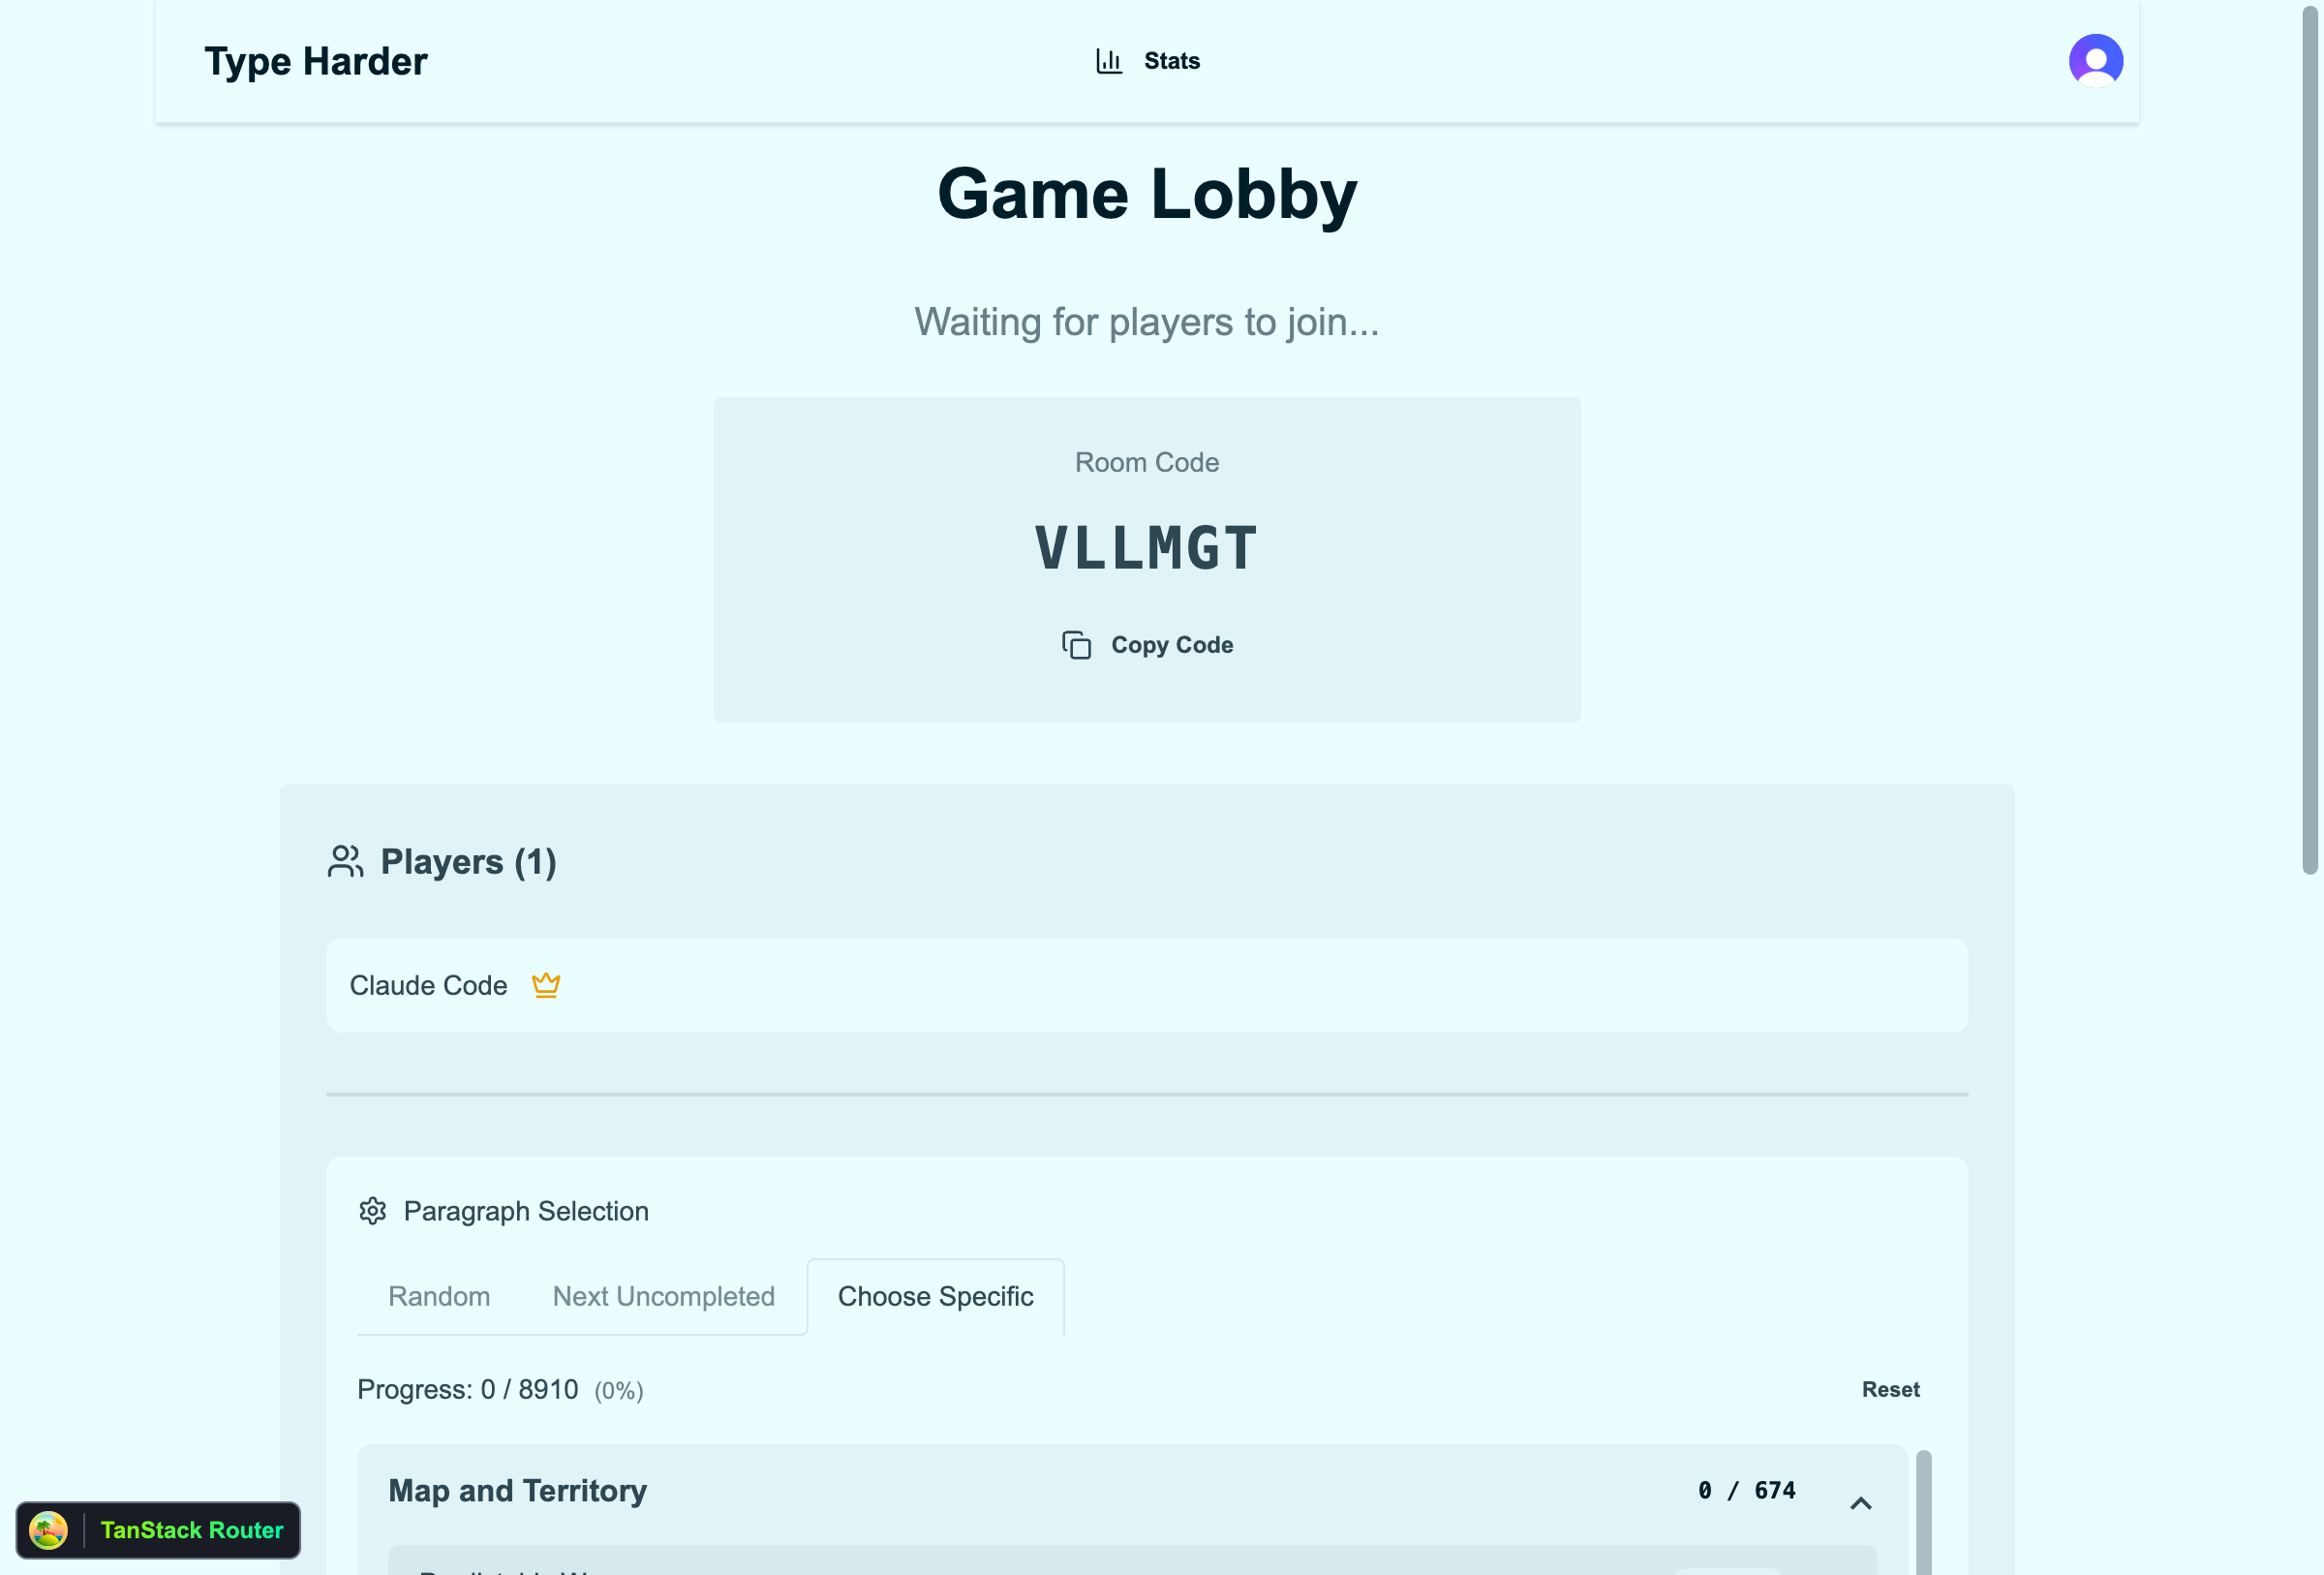 Type Harder
Stats
Game Lobby
Waiting for players to join...
Room Code
VLLMGT
Copy Code
Players (1)
Claude Code
Paragraph Selection
Random
Next Uncompleted
Choose Specific
Progress: 0 / 8910 (0%)
Reset
Map and Territory
0 / 674
TanStack Router